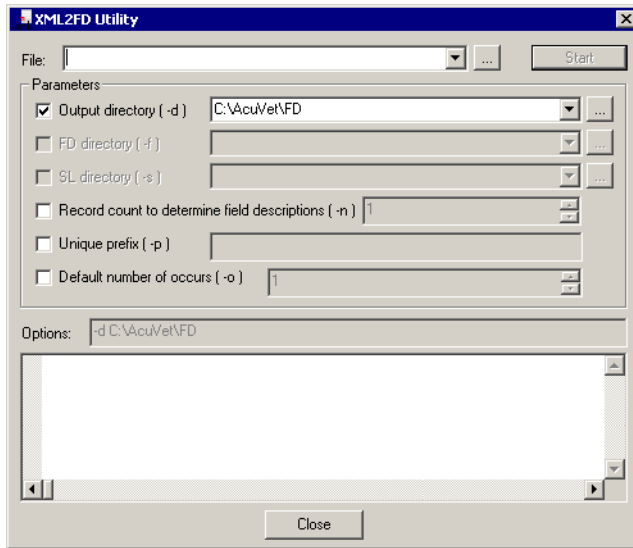 XML2FD Utility
File: ... Start
Parameters
Output directory ( -d ) C:\AcuVet\FD ...
FD directory ( -f ) ...
SL directory ( -s ) ...
Record count to determine field descriptions ( -n ) 1
Unique prefix ( -p )
Default number of occurs ( -o ) 1
Options: -d C:\AcuVet\FD
Close